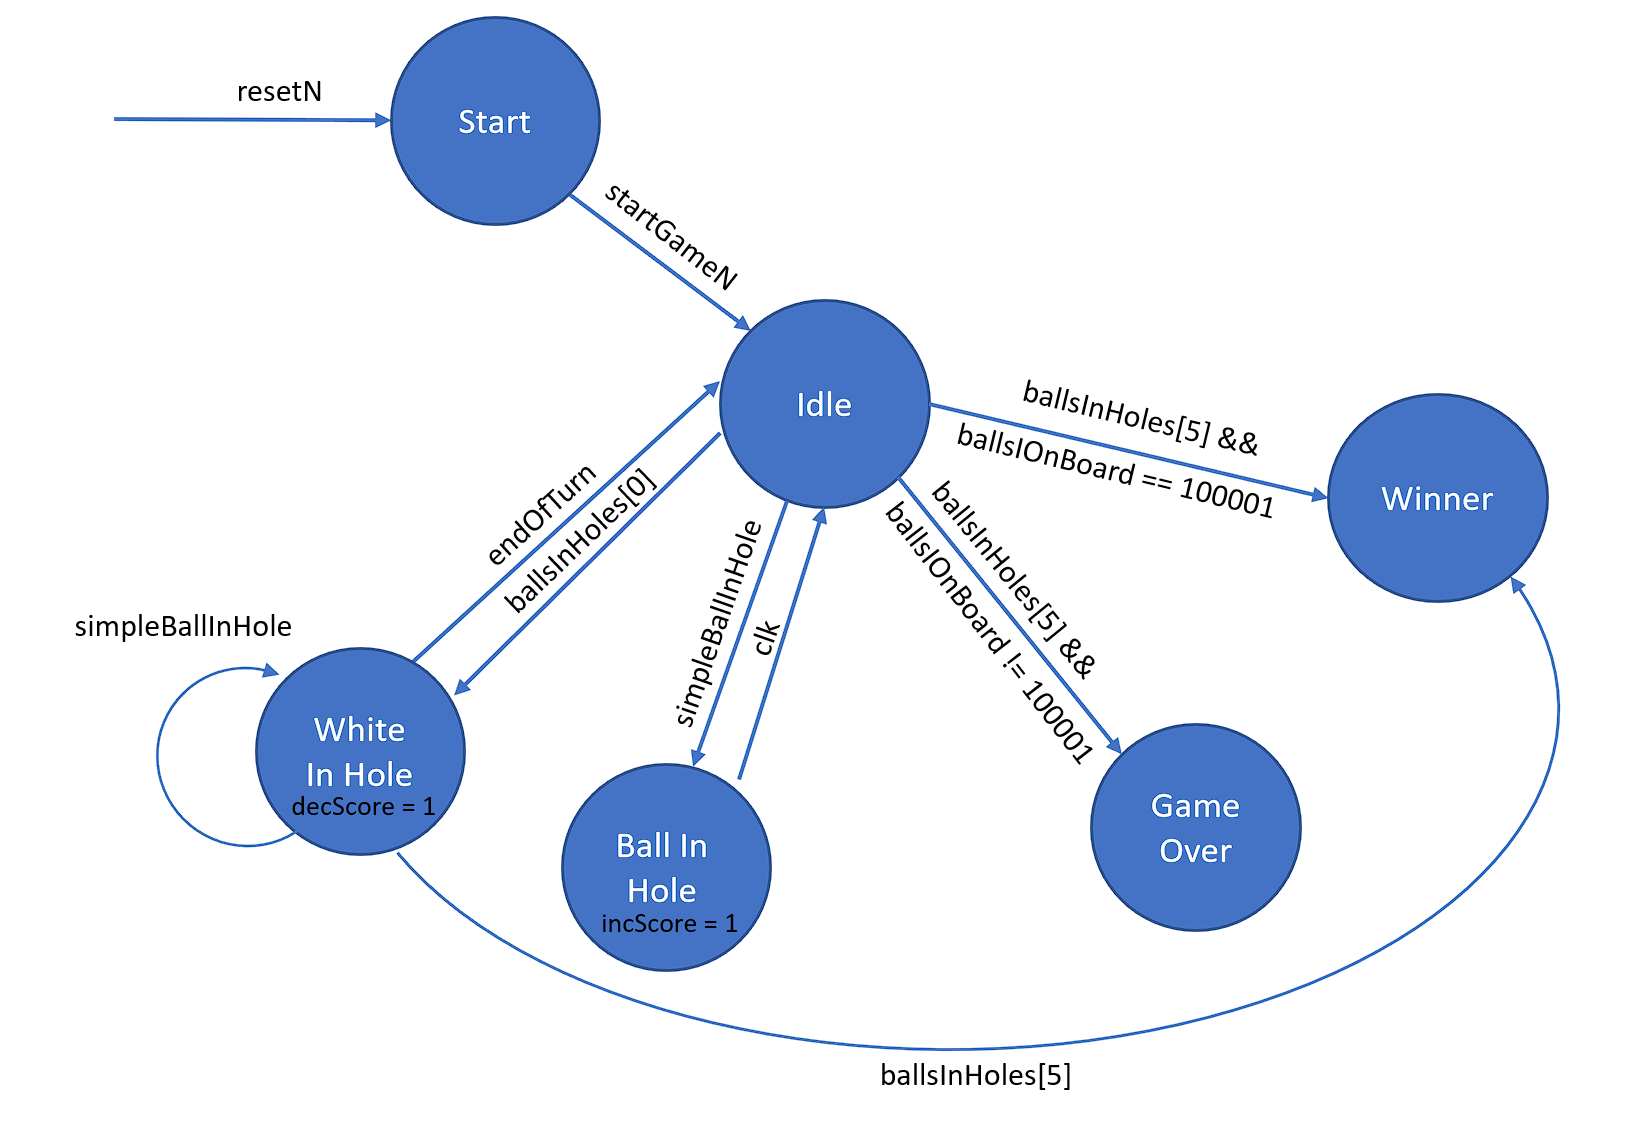 resetN
Start
startGameN
Idle
ballsInHoles[5] &&
ballsIOnBoard == 100001
Winner
endOfTurn
ballsInHoles[0]
simpleBallInHole
clk
ballsInHoles[5] &&
ballsIOnBoard != 100001
simpleBallInHole
White
In Hole
decScore = 1
Ball In
Hole
incScore = 1
Game
Over
ballsInHoles[5]